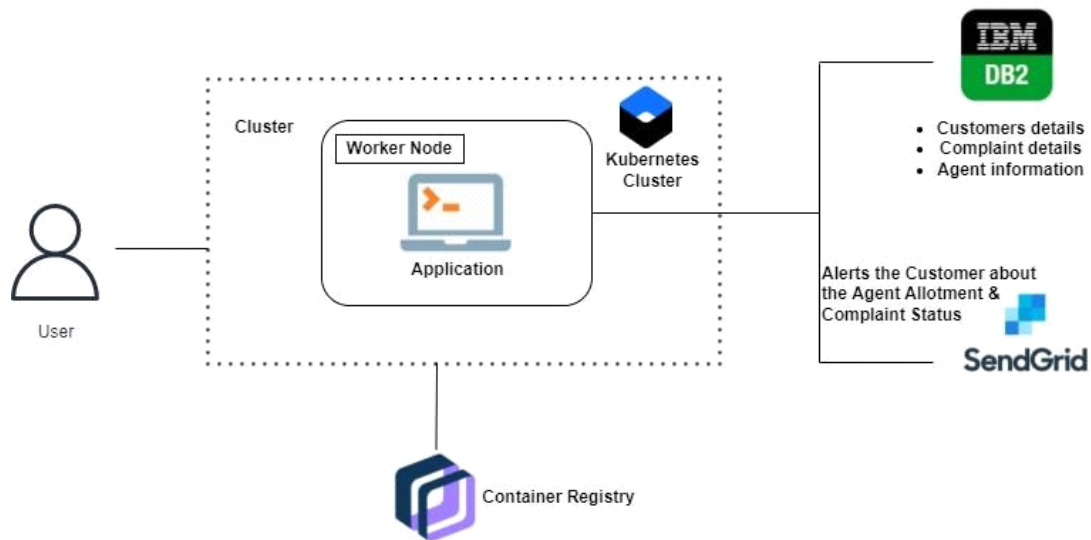 IBM
DB2
Cluster
Worker Node
Kubernetes
Cluster
• Customers details
• Complaint details
• Agent information
Application
User
Alerts the Customer about
the Agent Allotment &
Complaint Status
SendGrid
Container Registry